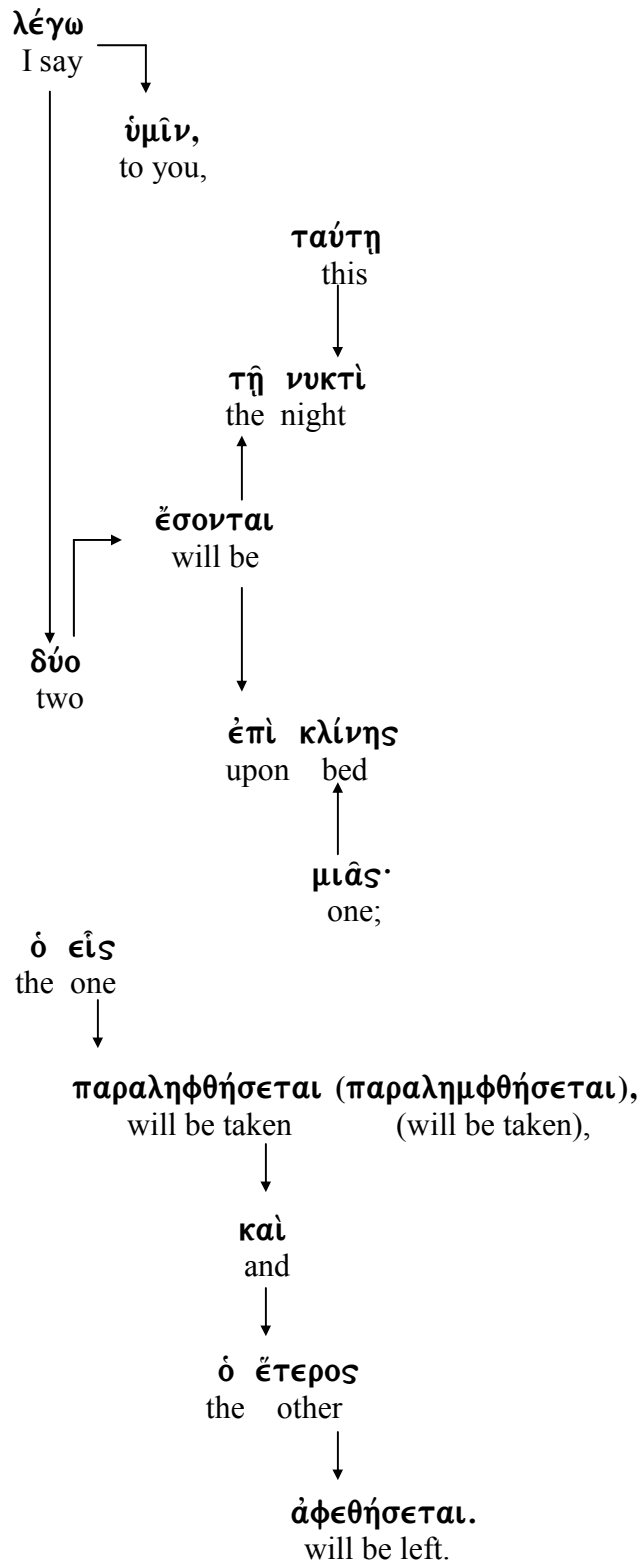 λέγω
I say
ὑμῖν,
to you,
ταύτῃ
this
τῇ νυκτὶ
the night
ἔσονται
will be
δύο
two
ἐπὶ κλίνης
upon bed
μιᾶς·
one;
ὁ εἷς
the one
παραληφθήσεται (παραλημφθήσεται),
will be taken (will be taken),
καὶ
and
ὁ ἕτερος
the other
ἀφεθήσεται.
will be left.